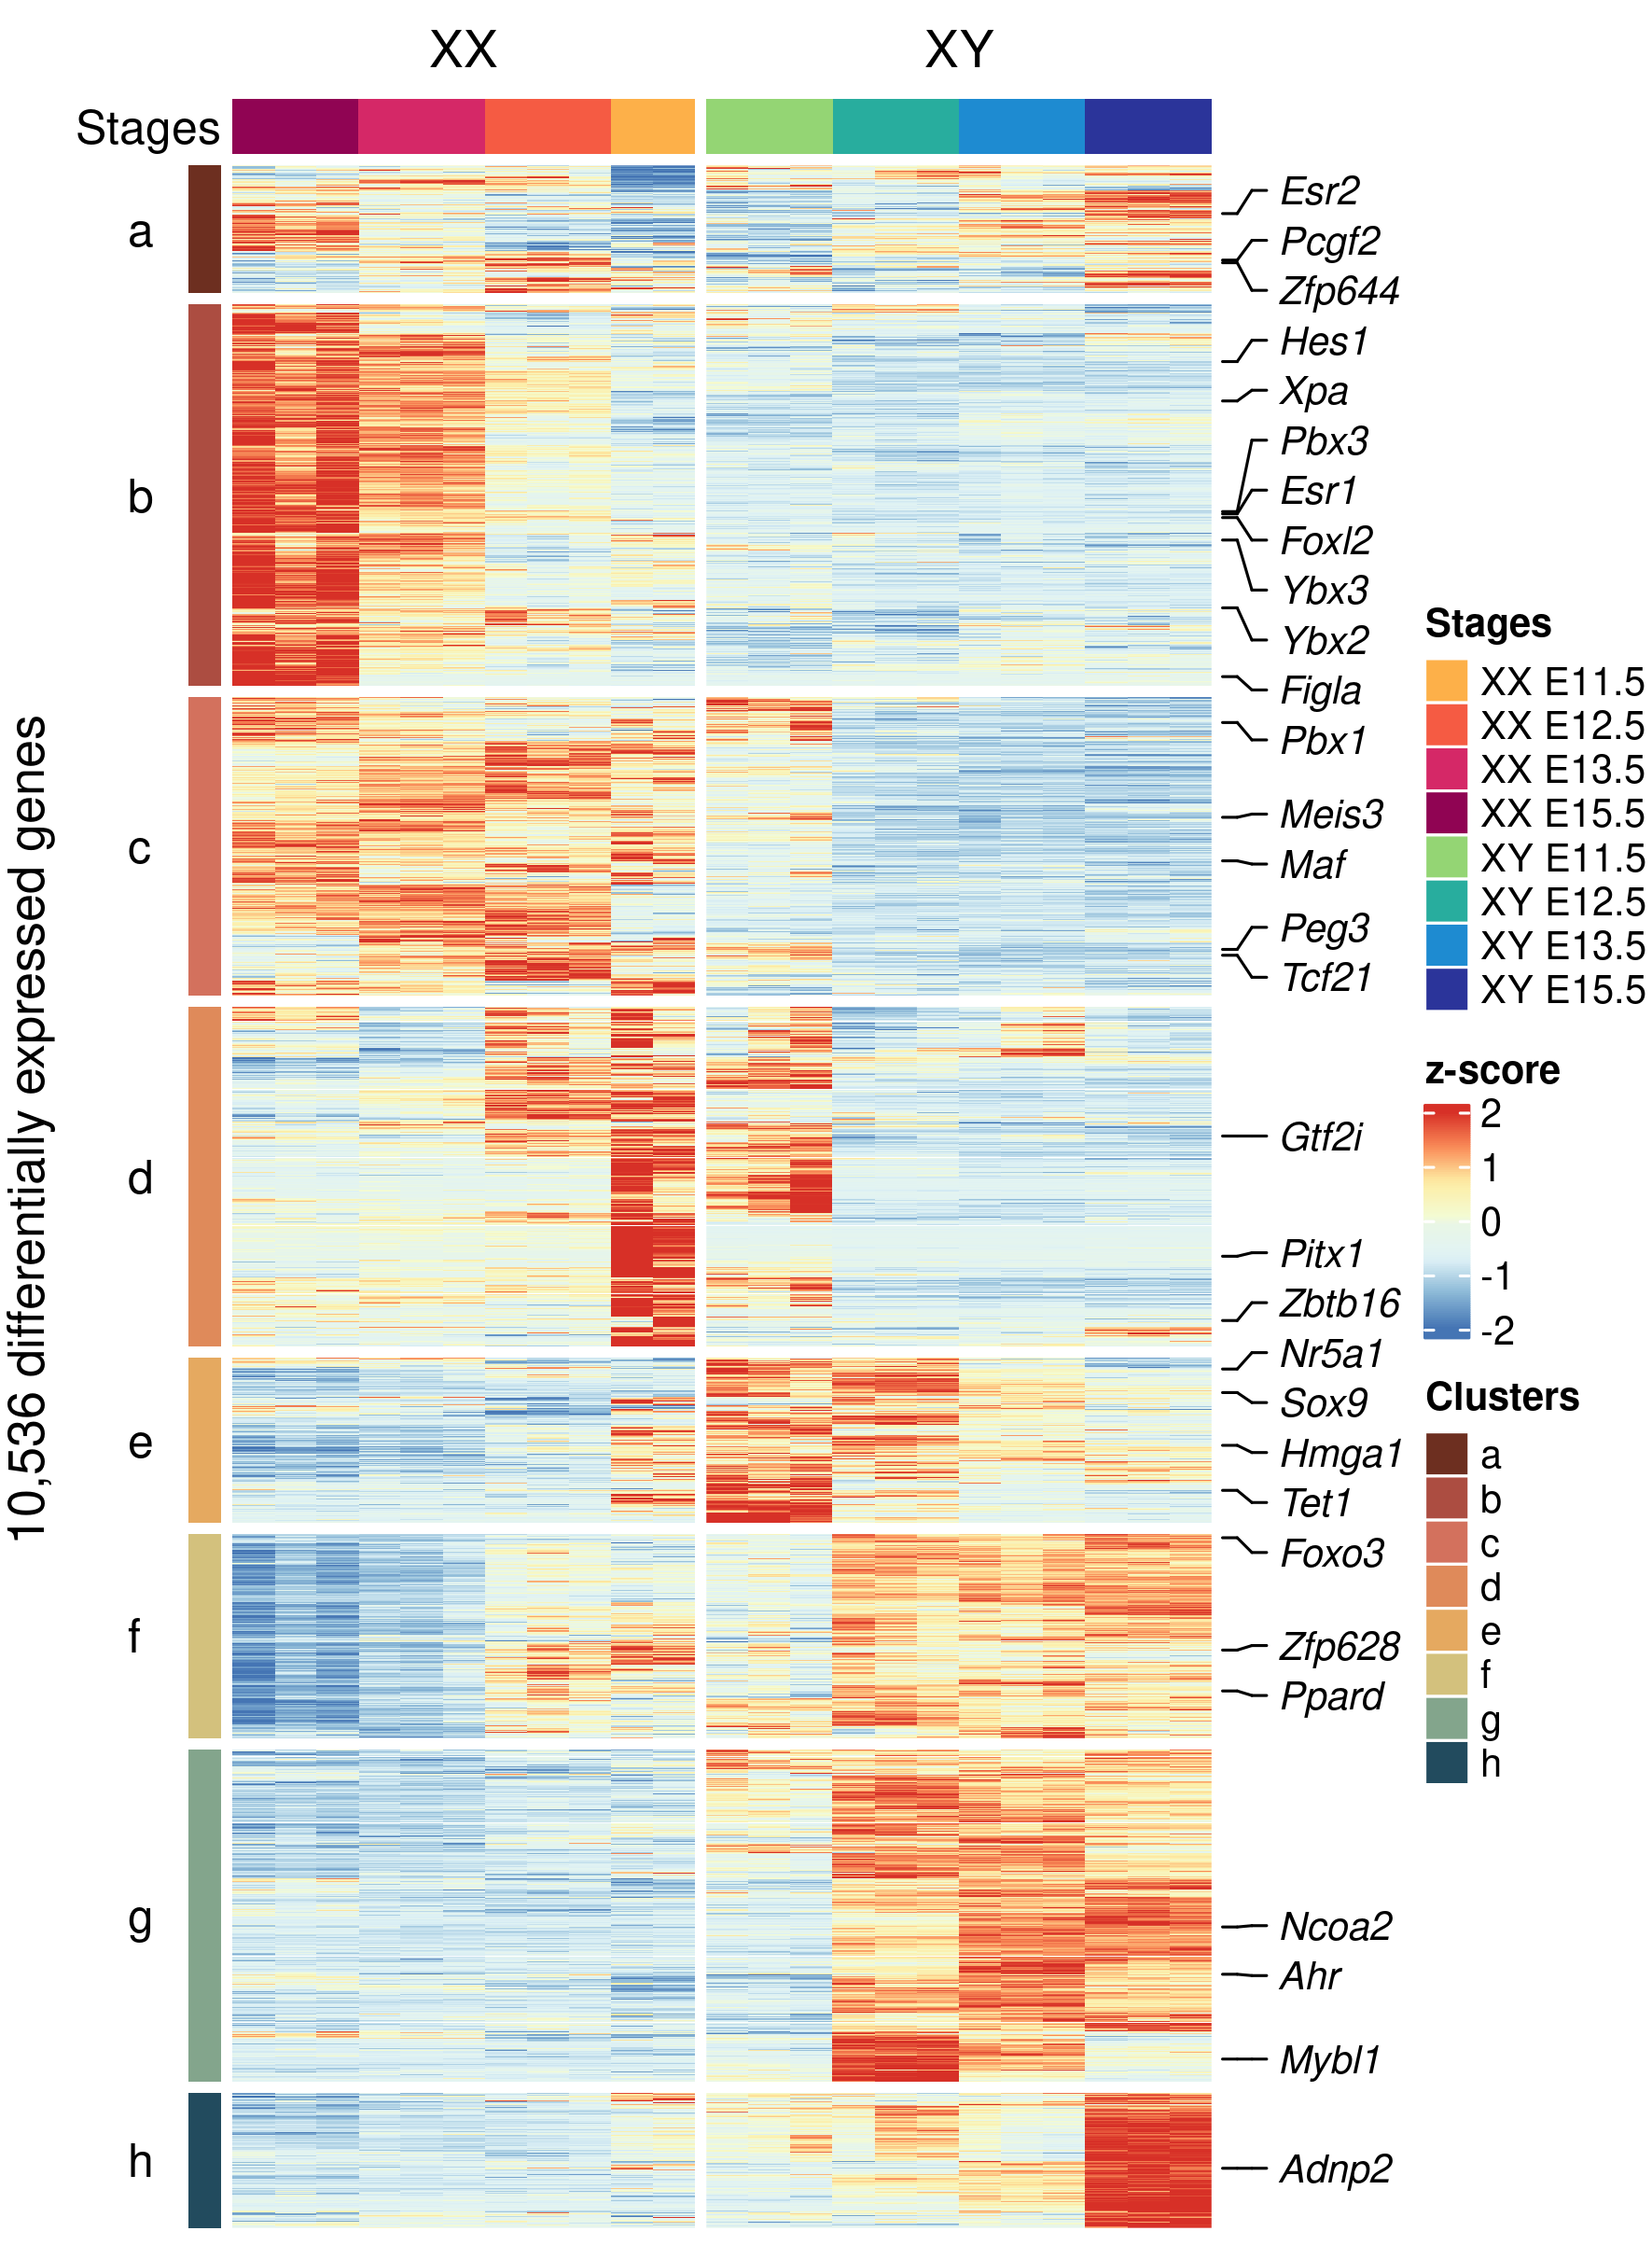 XX
XY
Stages
10,536 differentially expressed genes
a
b
c
d
e
f
g
h
Esr2
Pcgf2
Zfp644
Hes1
Xpa
Pbx3
Esr1
Foxl2
Ybx3
Ybx2
Figla
Pbx1
Meis3
Maf
Peg3
Tcf21
Gtf2i
Pitx1
Zbtb16
Nr5a1
Sox9
Hmga1
Tet1
Foxo3
Zfp628
Ppard
Ncoa2
Ahr
Mybl1
Adnp2
Stages
XX E11.5
XX E12.5
XX E13.5
XX E15.5
XY E11.5
XY E12.5
XY E13.5
XY E15.5
z-score
2
1
0
-1
-2
Clusters
a
b
c
d
e
f
g
h